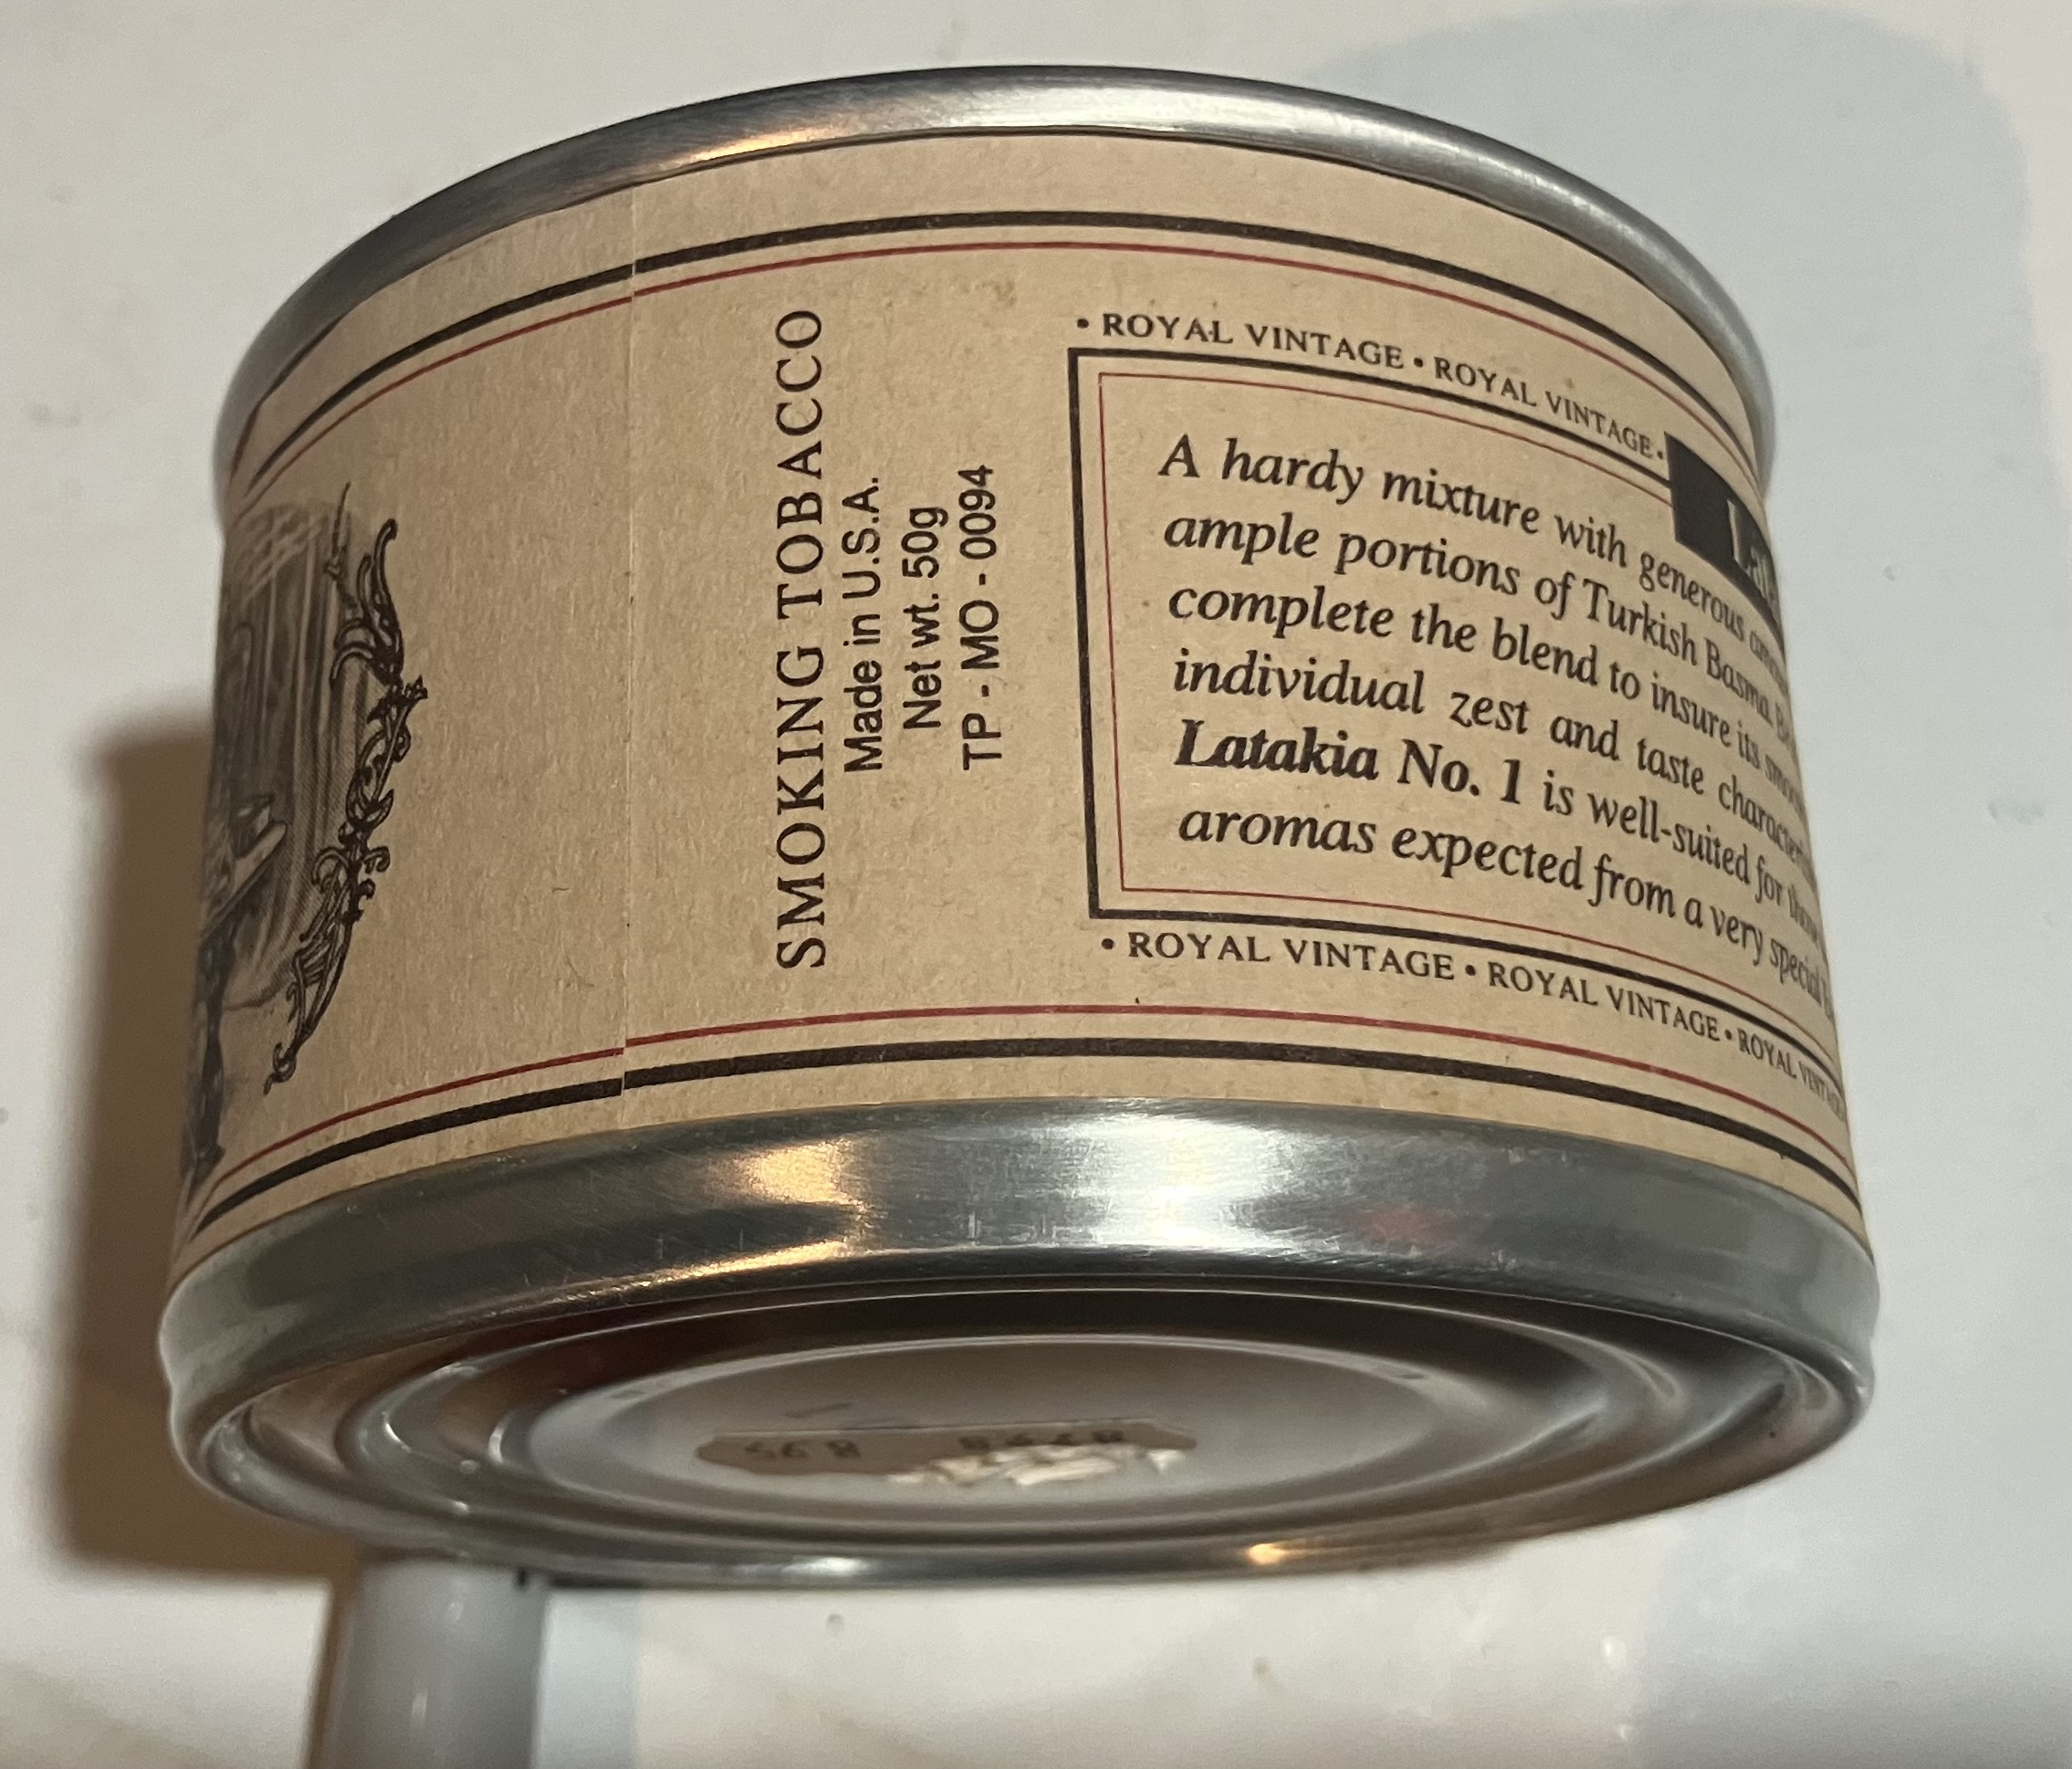 SMOKING TOBACCO
Made in U.S.A.
Net wt. 50g
TP - MO - 0094
• ROYAL VINTAGE • ROYAL VINTAGE •
A hardy mixture with generous
ample portions of Turkish Basma.
complete the blend to insure its
individual zest and taste
Latakia No. 1 is well-suited for
aromas expected from a very special
• ROYAL VINTAGE • ROYAL VINTAGE • ROYAL